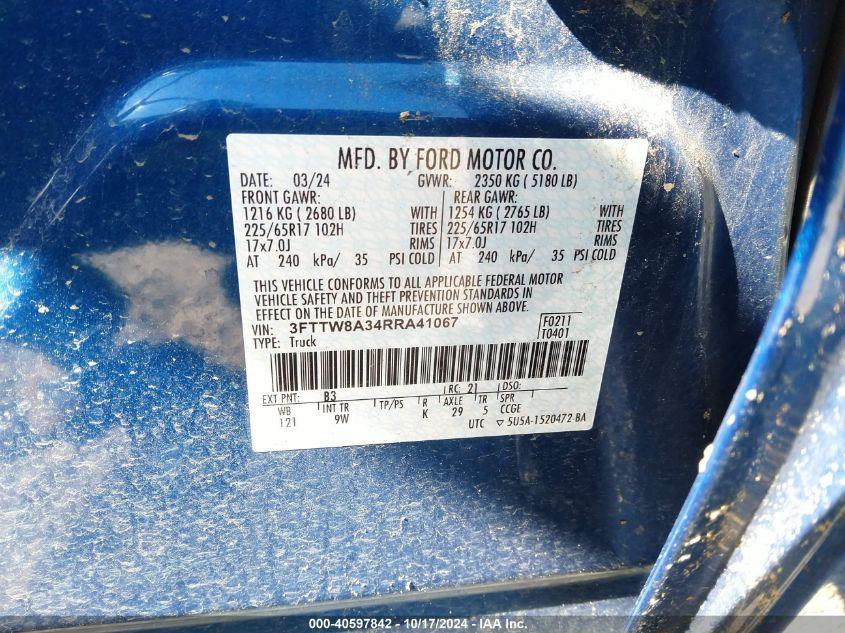 MFD. BY FORD MOTOR CO.
DATE: 03/24 GVWR: 2350 KG ( 5180 LB)
FRONT GAWR: REAR GAWR:
1216 KG ( 2680 LB) WITH 1254 KG ( 2765 LB) WITH
225/65R17 102H TIRES 225/65R17 102H TIRES
17x7.0J RIMS 17x7.0J RIMS
AT 240 kPa/ 35 PSI COLD AT 240 kPa/ 35 PSI COLD
THIS VEHICLE CONFORMS TO ALL APPLICABLE FEDERAL MOTOR
VEHICLE SAFETY AND THEFT PREVENTION STANDARDS IN
EFFECT ON THE DATE OF MANUFACTURE SHOWN ABOVE.
VIN: 3FTTW8A34RRA41067 F0211
TYPE: Truck T0401
EXT PNT: B3 RC: 21 DSO:
WB INT TR TP/PS R AXLE TR SPR
121 9W K 29 5 CCGE
UTC ▽ 5U5A-1520472-BA
000-40597842 - 10/17/2024 - IAA Inc.